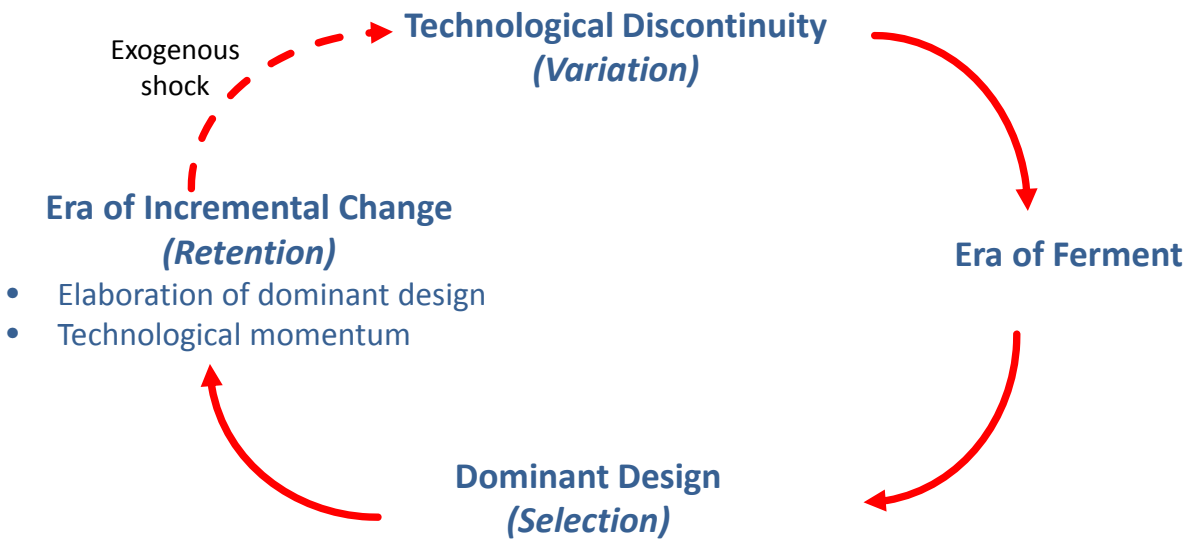 Technological Discontinuity
(Variation)
Exogenous
shock
Era of Incremental Change
(Retention)
• Elaboration of dominant design
• Technological momentum
Era of Ferment
Dominant Design
(Selection)